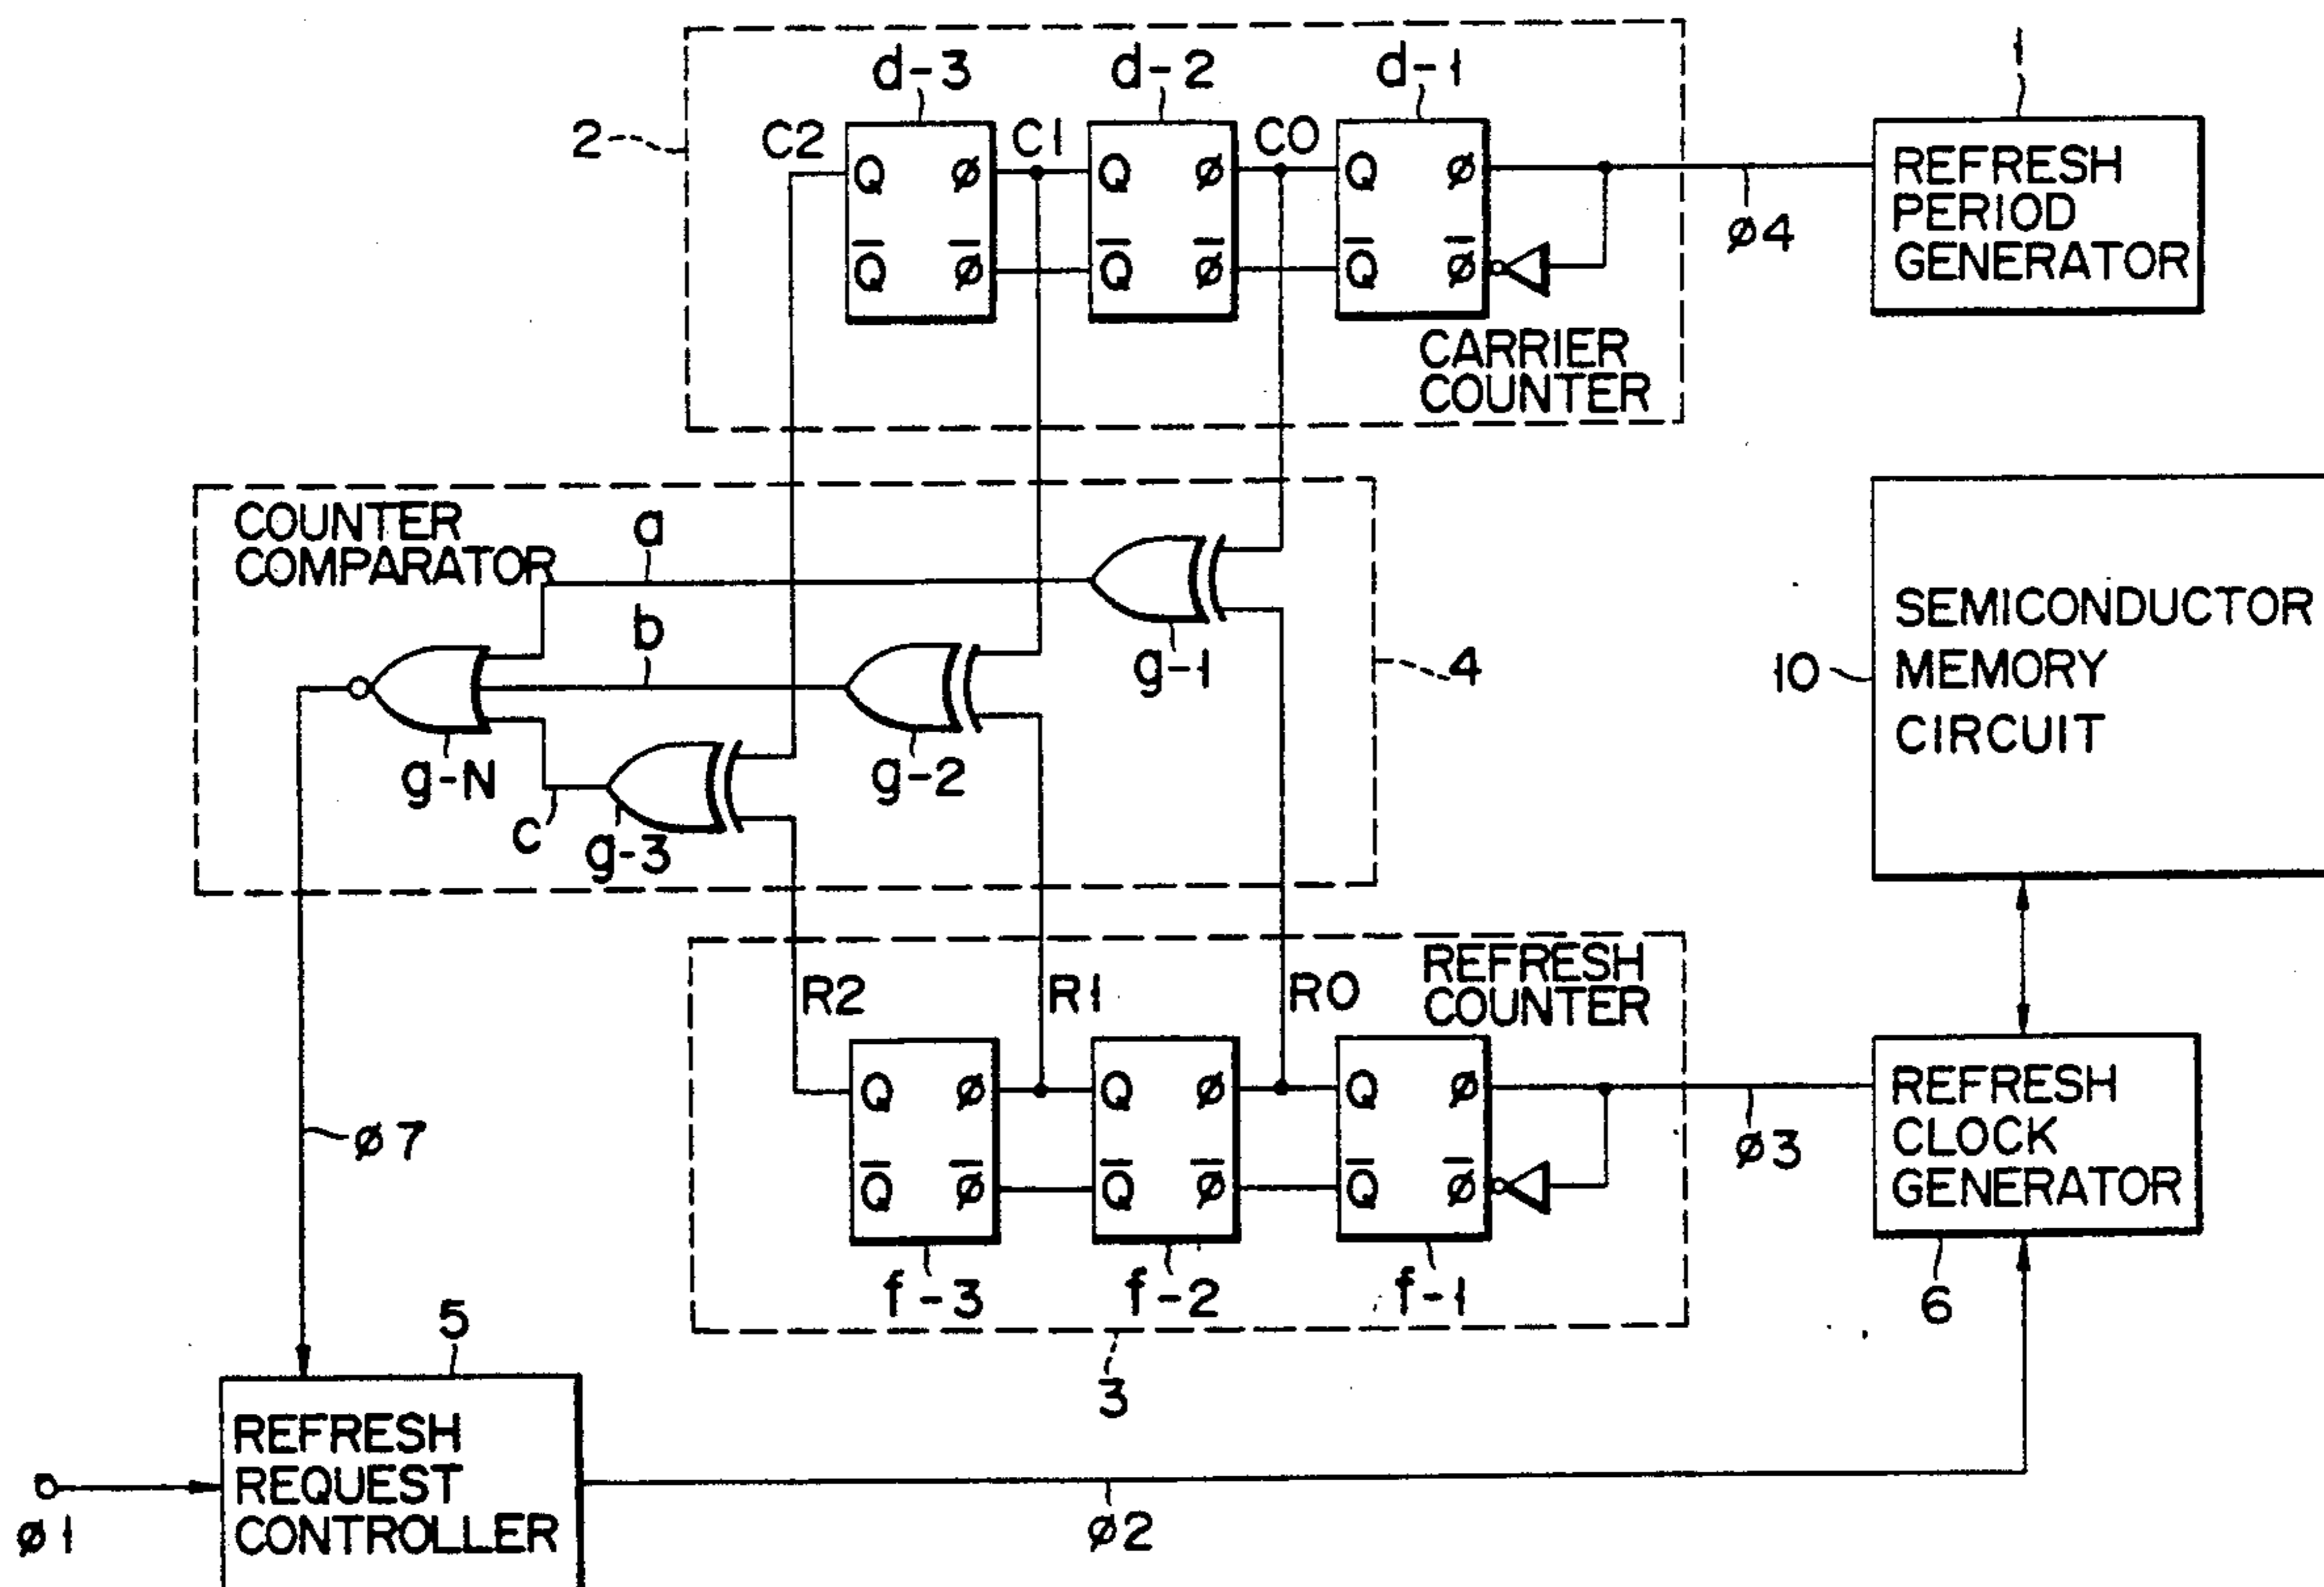 1
d-3 d-2 d-1
2 C2 C1 C0
Q Ø Q Ø Q Ø
Q̅ Ø̅ Q̅ Ø̅ Q̅ Ø̅
Ø4
REFRESH
PERIOD
GENERATOR
CARRIER
COUNTER
COUNTER
COMPARATOR
a
b
c
g-1
g-2
g-3
g-N
4
10
SEMICONDUCTOR
MEMORY
CIRCUIT
REFRESH
COUNTER
R2 R1 R0
Q Ø Q Ø Q Ø
Q̅ Ø̅ Q̅ Ø̅ Q̅ Ø̅
f-3 f-2 f-1
3
Ø3
REFRESH
CLOCK
GENERATOR
6
Ø7
5
REFRESH
REQUEST
CONTROLLER
Ø1
Ø2